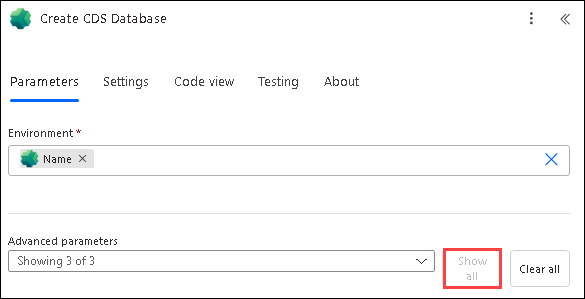 Create CDS Database
Parameters Settings Code view Testing About
Environment *
Name
Advanced parameters
Showing 3 of 3
Show
all
Clear all